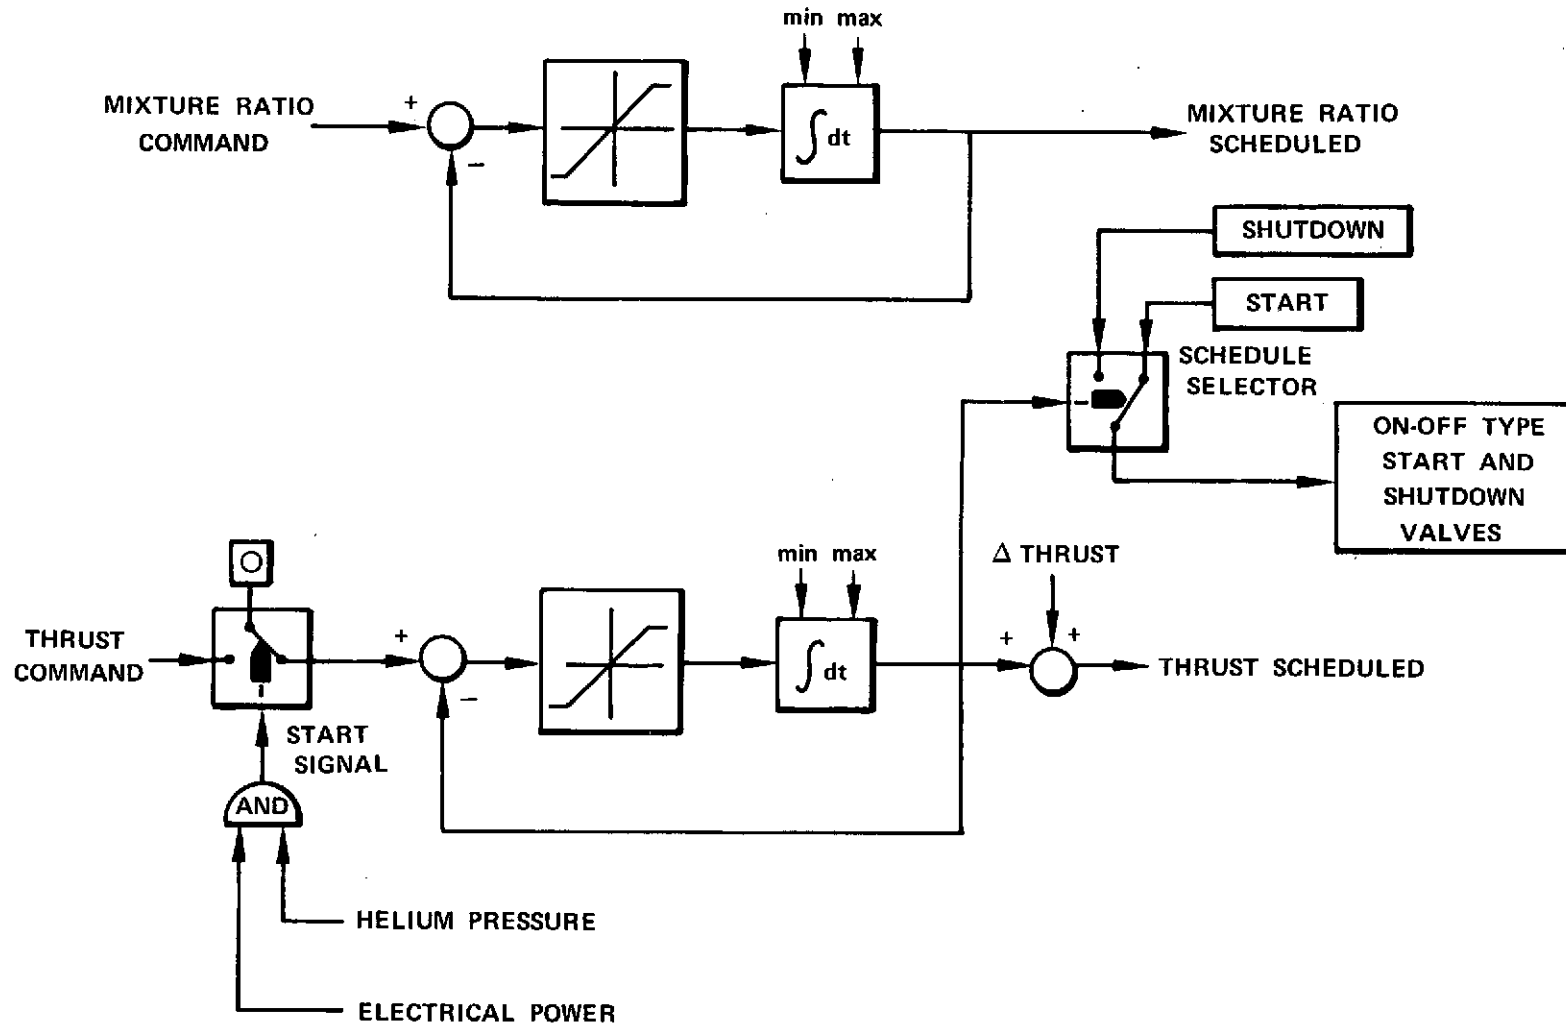 min max
MIXTURE RATIO
COMMAND
+
−
∫dt
MIXTURE RATIO
SCHEDULED
SHUTDOWN
START
SCHEDULE
SELECTOR
ON-OFF TYPE
START AND
SHUTDOWN
VALVES
O
THRUST
COMMAND
+
−
min max
∫dt
Δ THRUST
+
+
THRUST SCHEDULED
START
SIGNAL
AND
HELIUM PRESSURE
ELECTRICAL POWER